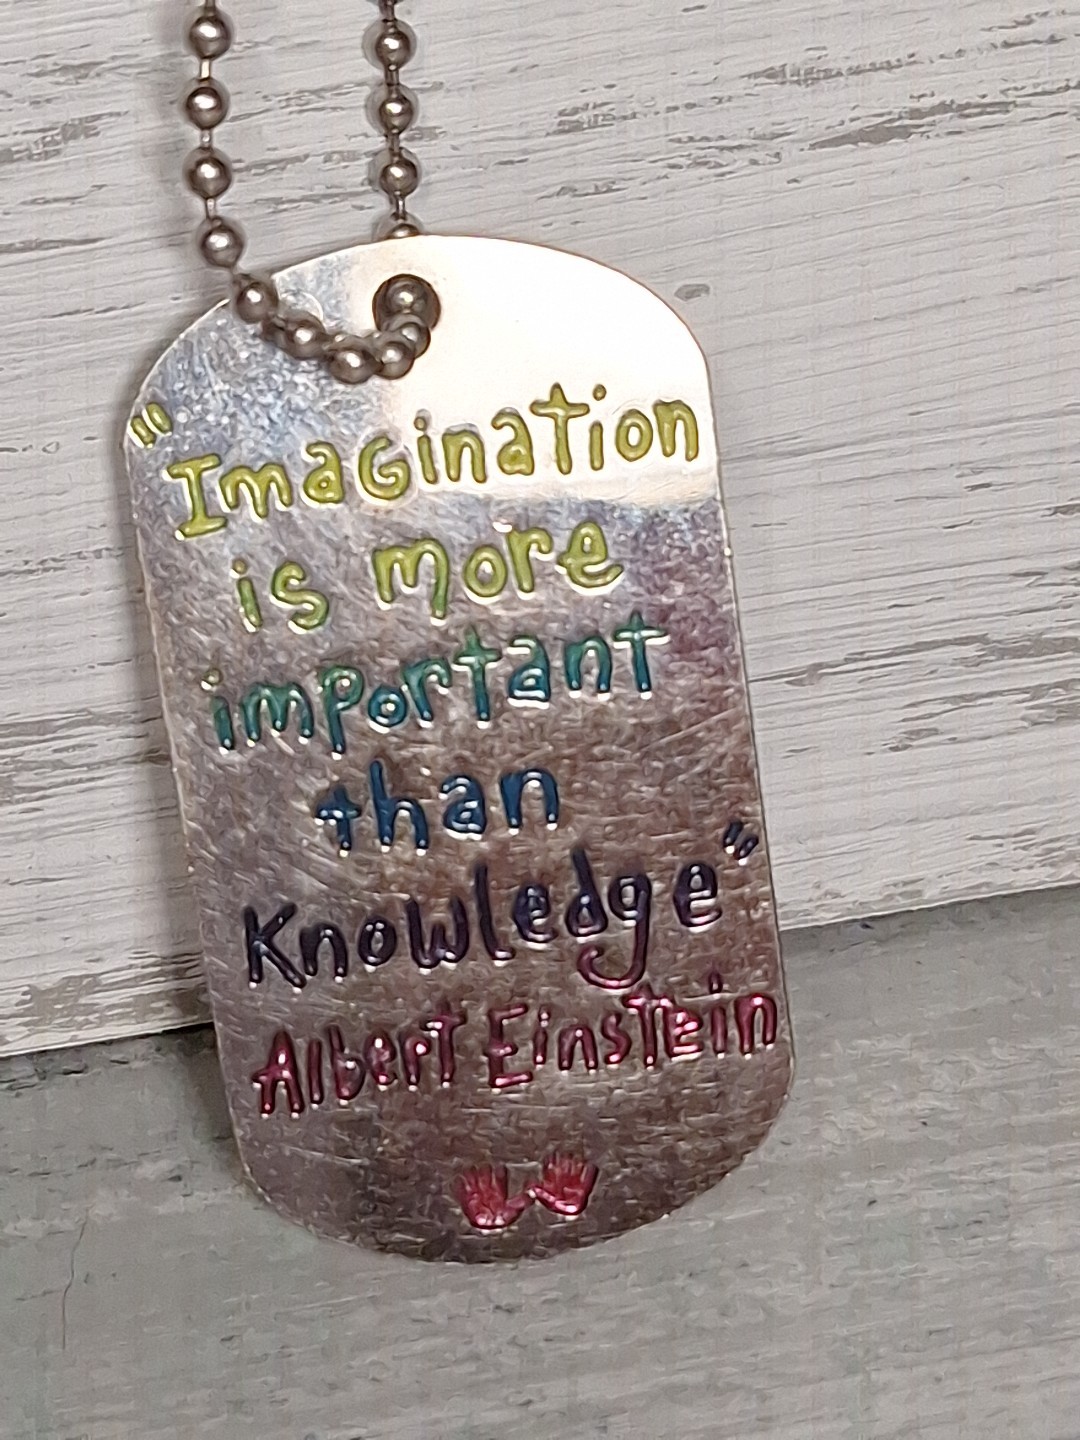 "Imagination
is more
important
than
Knowledge"
Albert Einstein